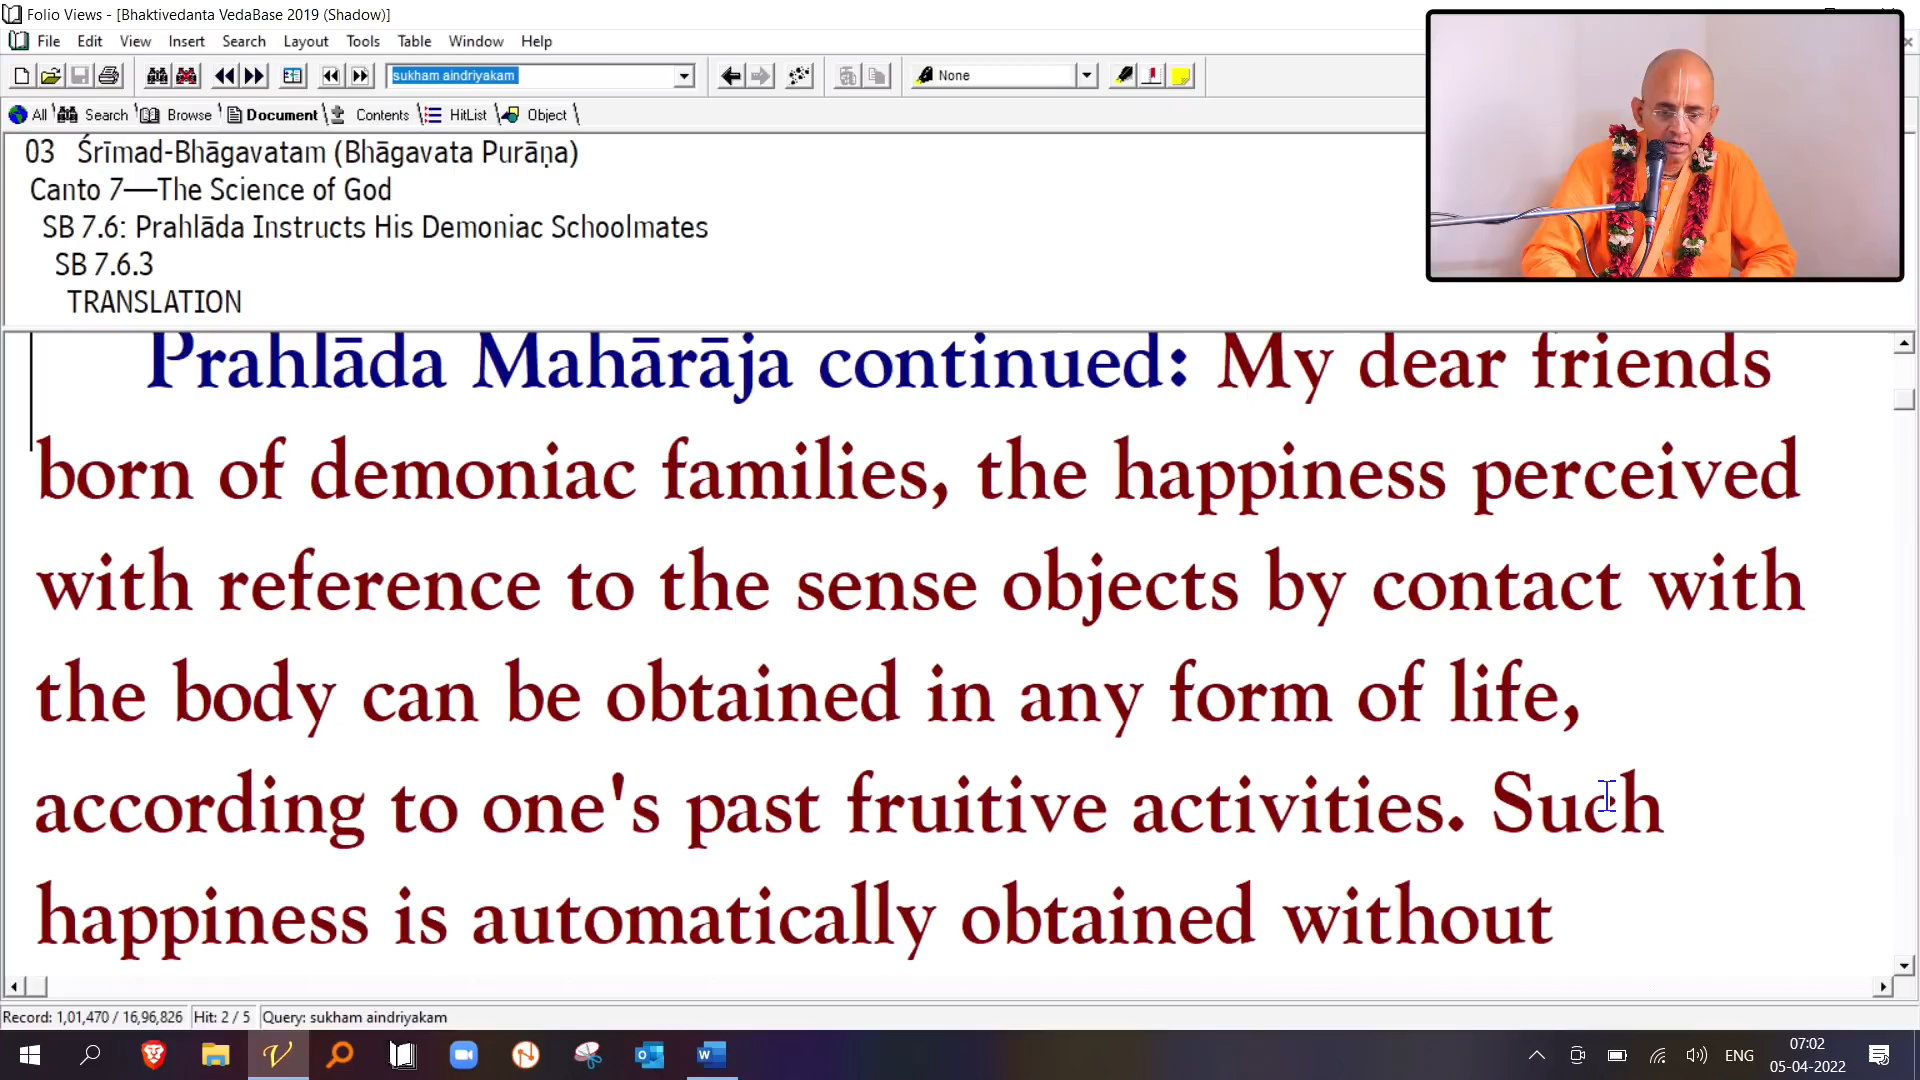 Folio Views - [Bhaktivedanta VedaBase 2019 (Shadow)]
File Edit View Insert Search Layout Tools Table Window Help
sukham aindriyakam None
All Search Browse Document Contents HitList Object
03 Śrīmad-Bhāgavatam (Bhāgavata Purāṇa)
Canto 7—The Science of God
SB 7.6: Prahlāda Instructs His Demoniac Schoolmates
SB 7.6.3
TRANSLATION
Prahlāda Mahārāja continued: My dear friends
born of demoniac families, the happiness perceived
with reference to the sense objects by contact with
the body can be obtained in any form of life,
according to one's past fruitive activities. Such
happiness is automatically obtained without
Record: 1,01,470 / 16,96,826 Hit: 2 / 5 Query: sukham aindriyakam
ENG 07:02
05-04-2022